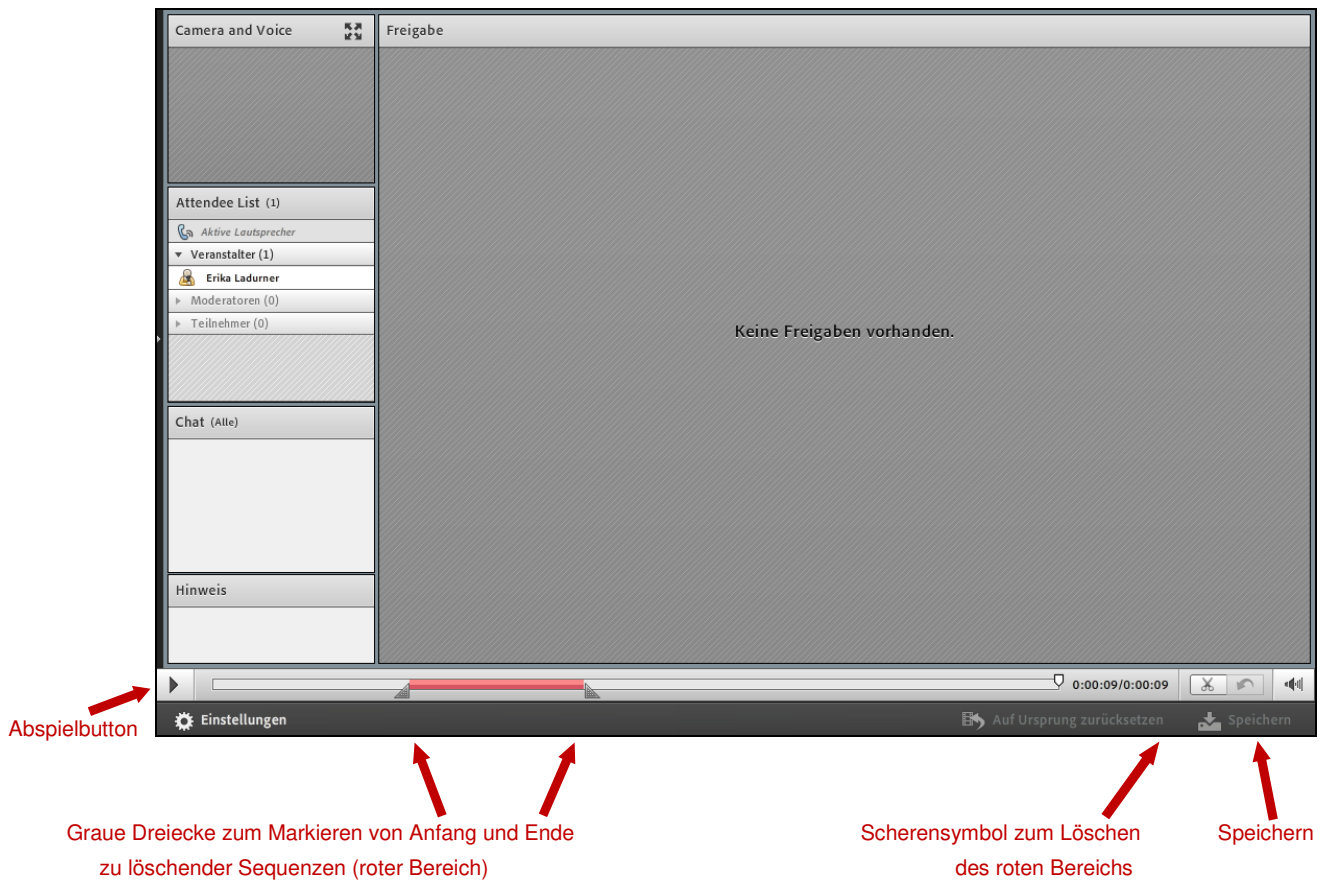 Camera and Voice
Freigabe
Attendee List (1)
Aktive Lautsprecher
Veranstalter (1)
Erika Ladurner
Moderatoren (0)
Teilnehmer (0)
Keine Freigaben vorhanden.
Chat (Alle)
Hinweis
0:00:09/0:00:09
Abspielbutton
Einstellungen
Auf Ursprung zurücksetzen
Speichern
Graue Dreiecke zum Markieren von Anfang und Ende
zu löschender Sequenzen (roter Bereich)
Scherensymbol zum Löschen
des roten Bereichs
Speichern